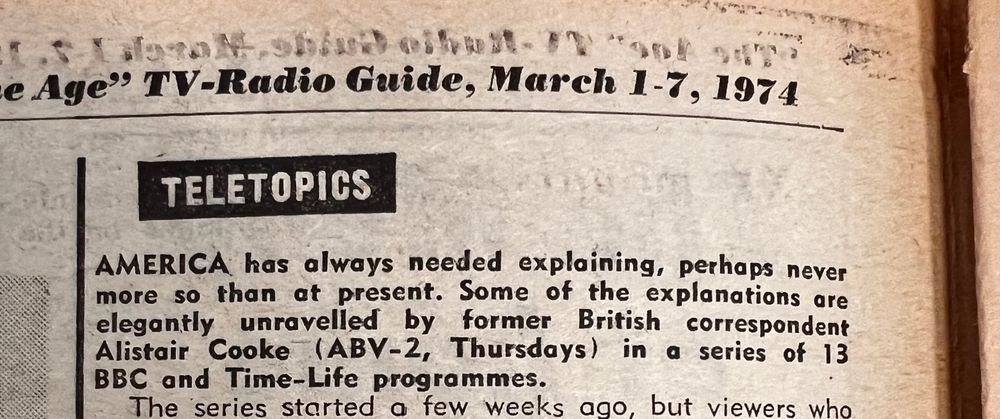 e Age” TV-Radio Guide, March 1-7, 1974
TELETOPICS
AMERICA has always needed explaining, perhaps never
more so than at present. Some of the explanations are
elegantly unravelled by former British correspondent
Alistair Cooke (ABV-2, Thursdays) in a series of 13
BBC and Time-Life programmes.
The series started a few weeks ago, but viewers who